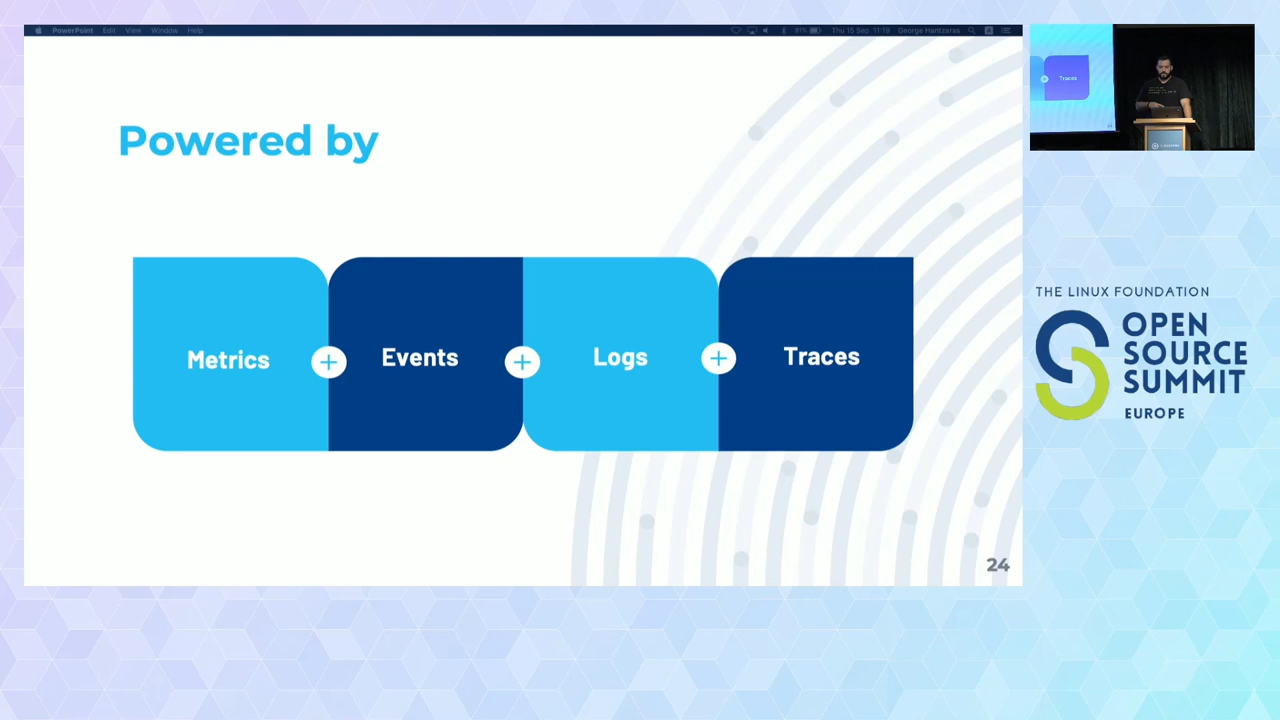 PowerPoint Edit View Window Help
91% Thu 15 Sep 11:19 George Hantzaras
Powered by
Metrics + Events + Logs + Traces
24
Traces
THE LINUX FOUNDATION
OPEN
SOURCE
SUMMIT
EUROPE